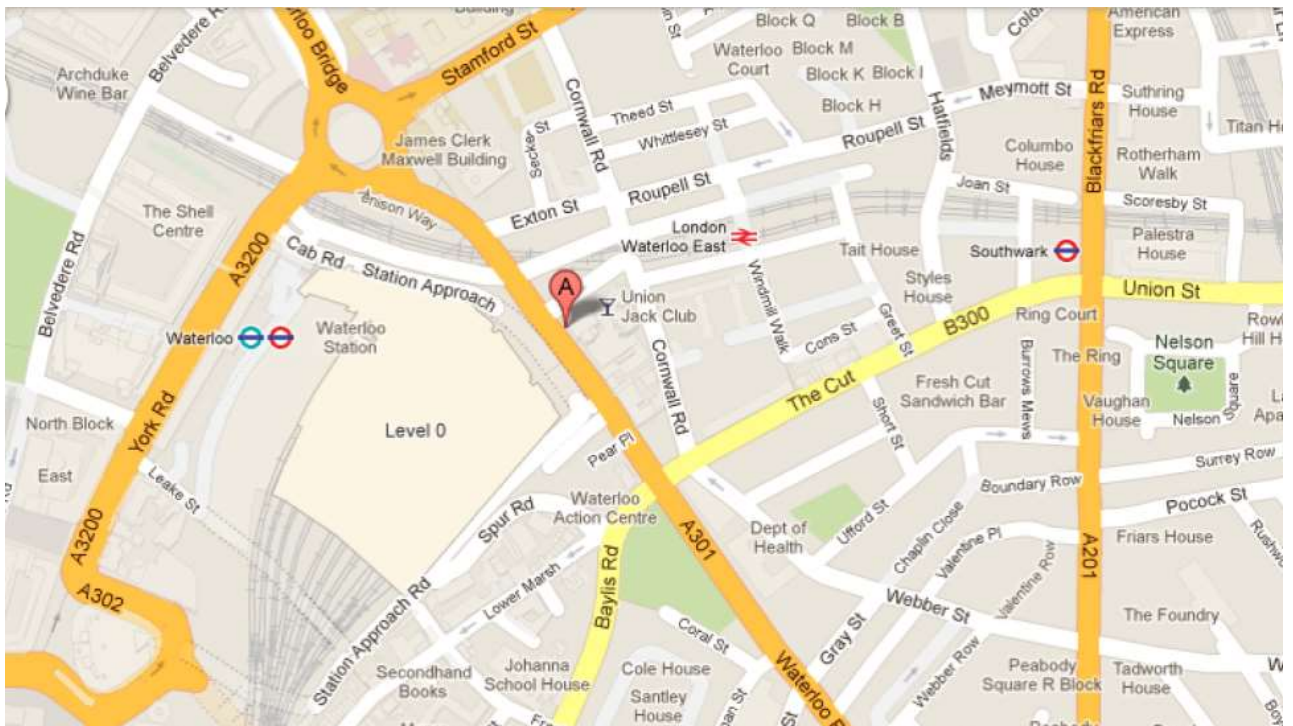 Building
Block Q
Block B
American
Express
Belvedere Rd
Waterloo
Court
Block M
Stamford St
Block K
Block I
Archduke
Wine Bar
Meymott St
Suthring
House
Block H
Theed St
Cornwall Rd
Hatfields
Blackfriars Rd
Whittlesey St
Roupell St
James Clerk
Maxwell Building
Columbo
House
Rotherham
Walk
Roupell St
Joan St
Exton St
Scoresby St
The Shell
Centre
London
Waterloo East
Palestra
House
Cab Rd
Station Approach
Southwark
Tait House
A3200
Belvedere Rd
Styles
House
Union St
A
Union
Jack Club
Windmill Walk
Greet St
B300
Ring Court
Waterloo
Waterloo
Station
Cons St
Nelson
Square
The Ring
Cornwall Rd
Burrows Mews
The Cut
Fresh Cut
Sandwich Bar
Vaughan
House
Nelson
Square
York Rd
North Block
Level 0
Short St
Pear Pl
East
Leake St
Surrey Row
Boundary Row
Spur Rd
Waterloo
Action Centre
Pocock St
A301
Dept of
Health
Ufford St
Chaplin Close
Valentine Pl
Friars House
A3200
A201
A302
Baylis Rd
Lower Marsh
Valentine Row
Webber St
The Foundry
Station Approach Rd
Coral St
Gray St
Webber Row
Secondhand
Books
Johanna
School House
Cole House
Peabody
Square R Block
Tadworth
House
Santley
House